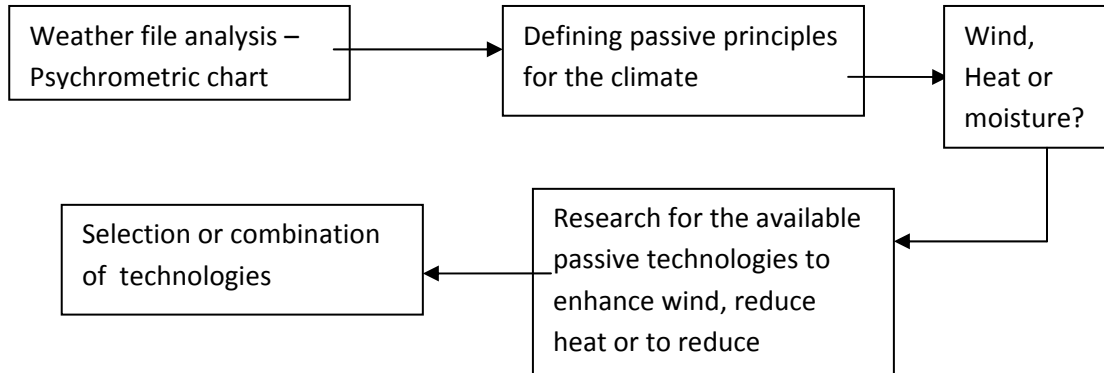 Weather file analysis –
Psychrometric chart
Defining passive principles
for the climate
Wind,
Heat or
moisture?
Research for the available
passive technologies to
enhance wind, reduce
heat or to reduce
Selection or combination
of  technologies